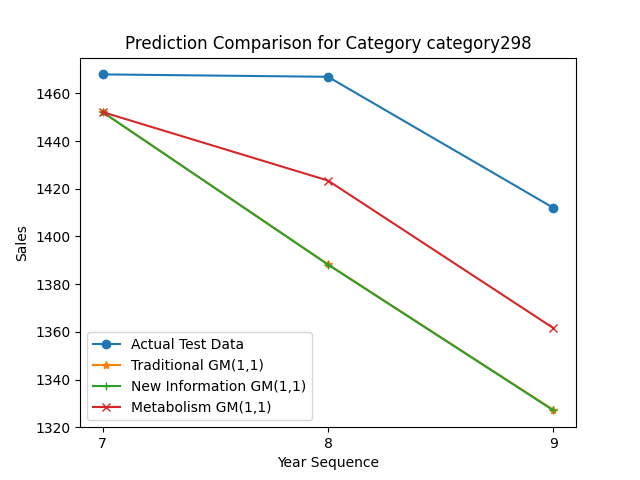 Prediction Comparison for Category category298
Sales
1460
1440
1420
1400
1380
1360
1340
1320
Actual Test Data
Traditional GM(1,1)
New Information GM(1,1)
Metabolism GM(1,1)
7
8
9
Year Sequence